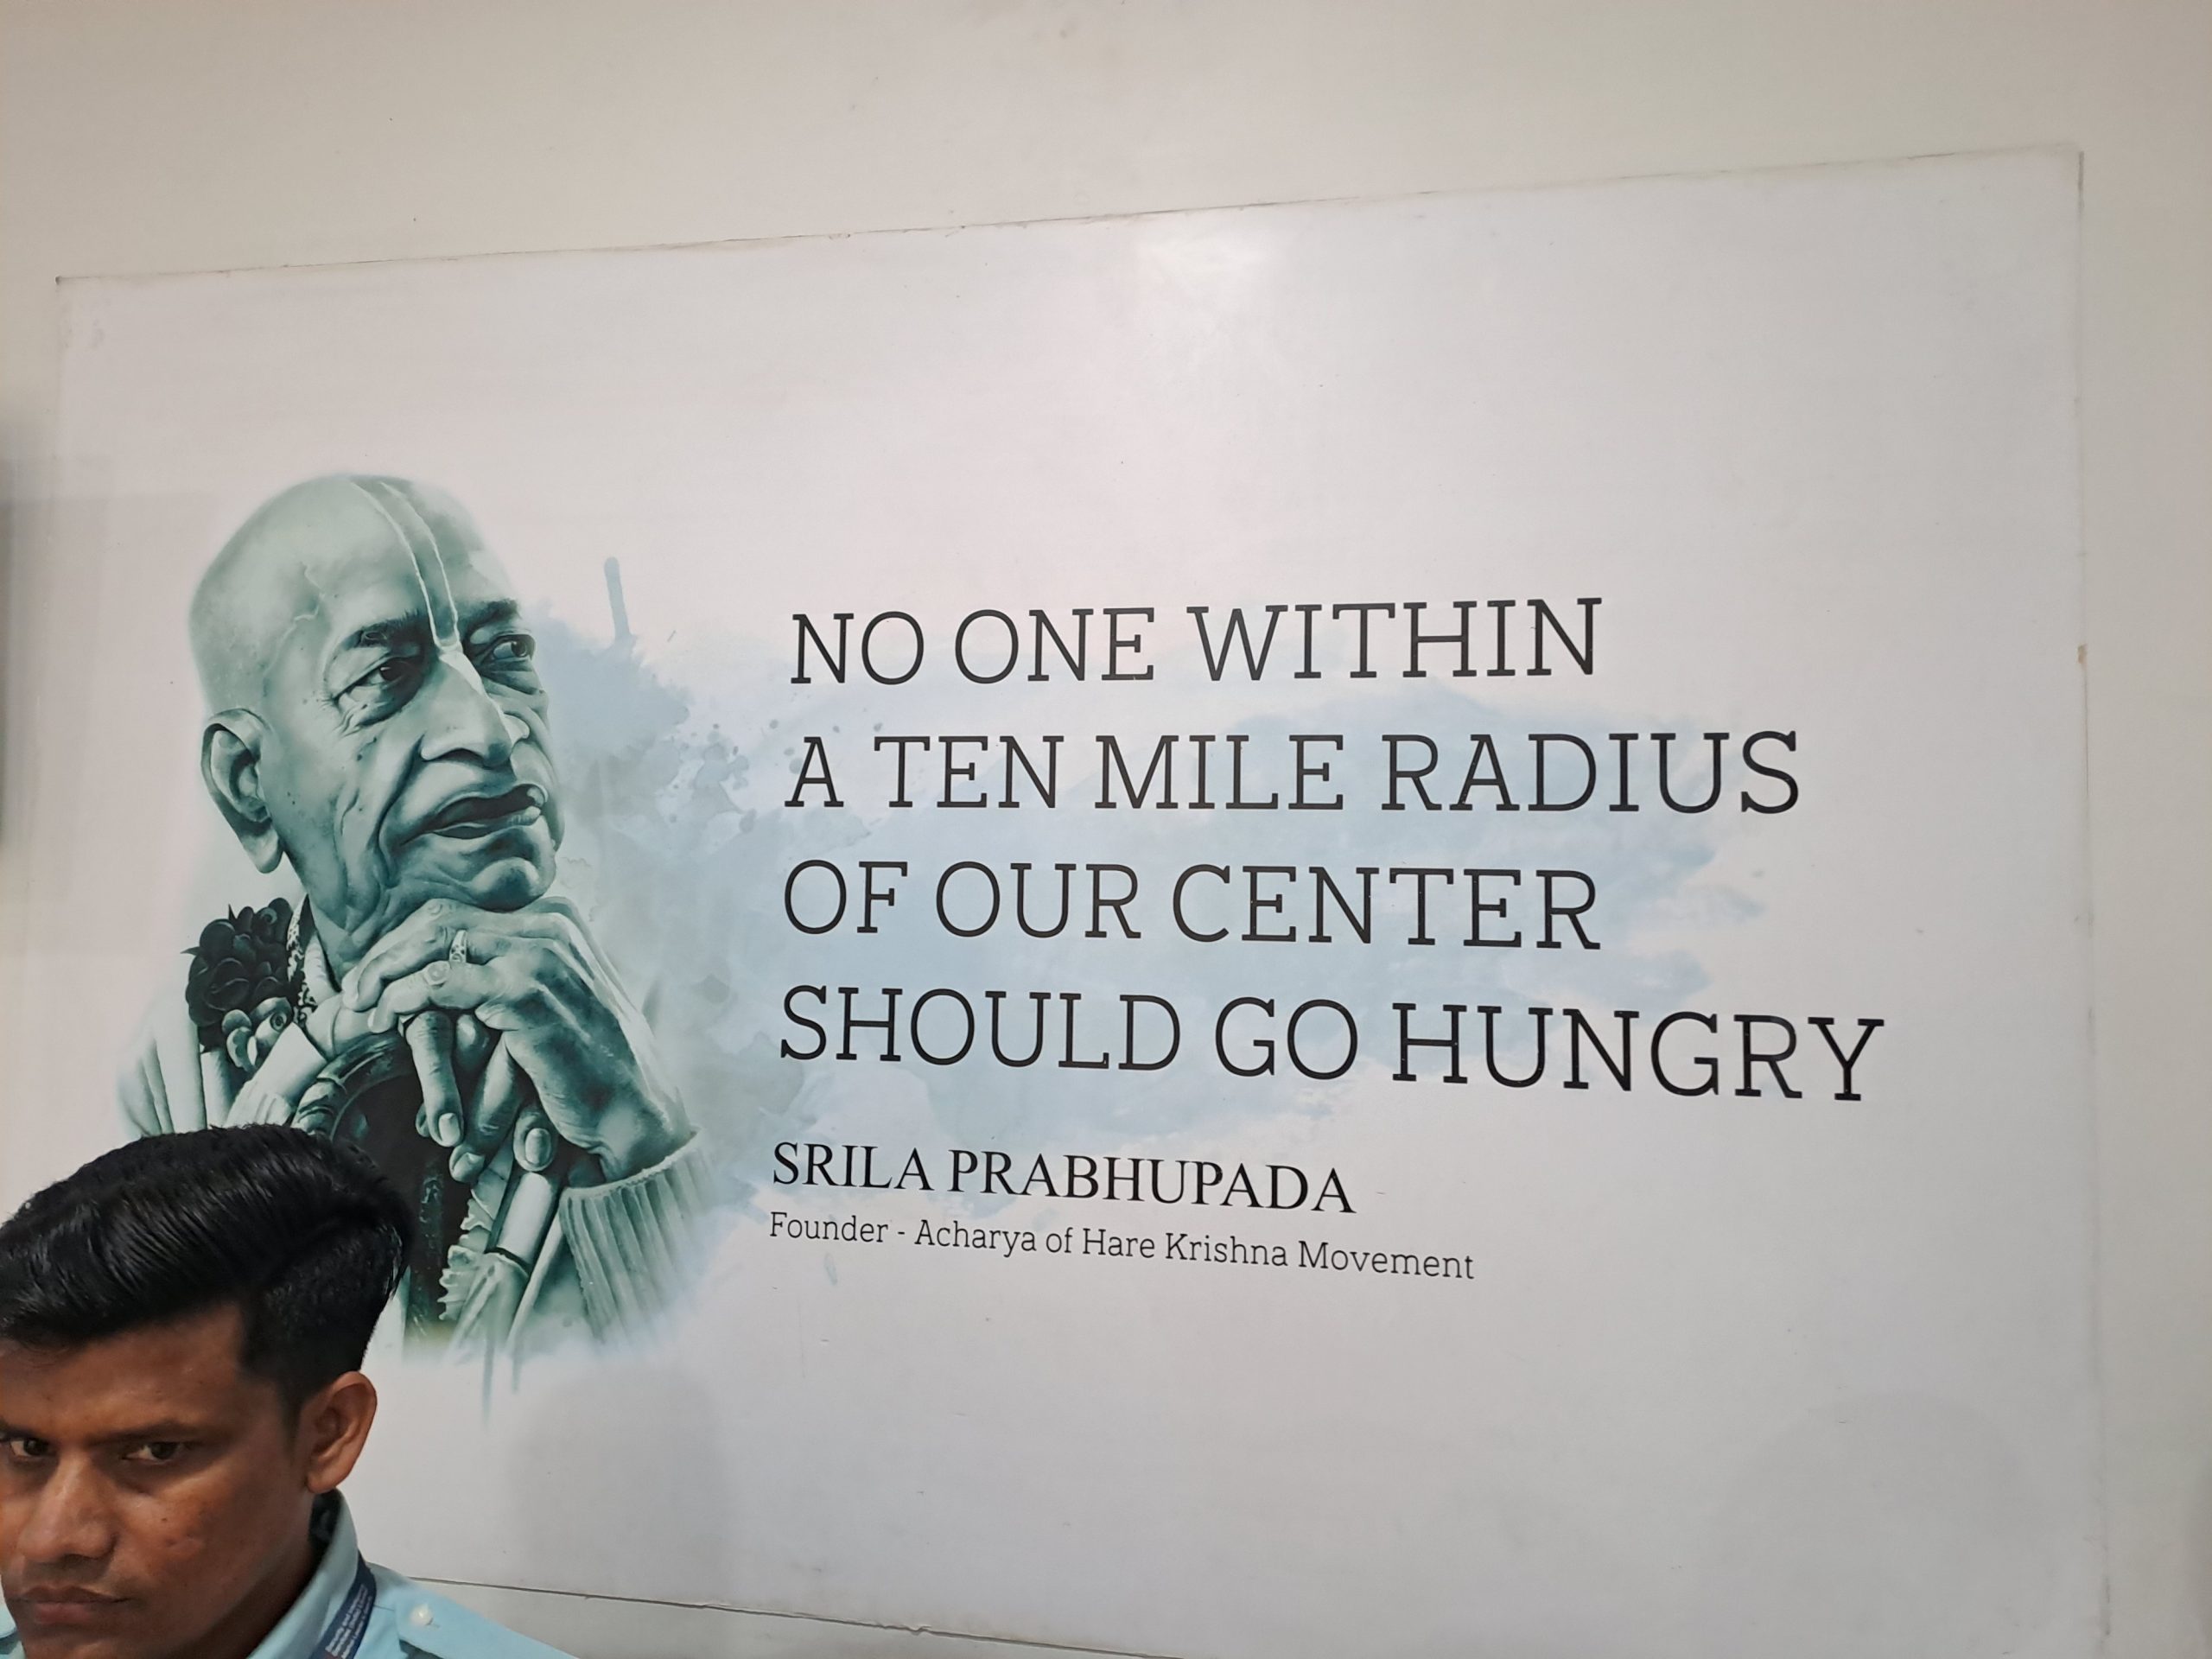 NO ONE WITHIN
A TEN MILE RADIUS
OF OUR CENTER
SHOULD GO HUNGRY
SRILA PRABHUPADA
Founder - Acharya of Hare Krishna Movement